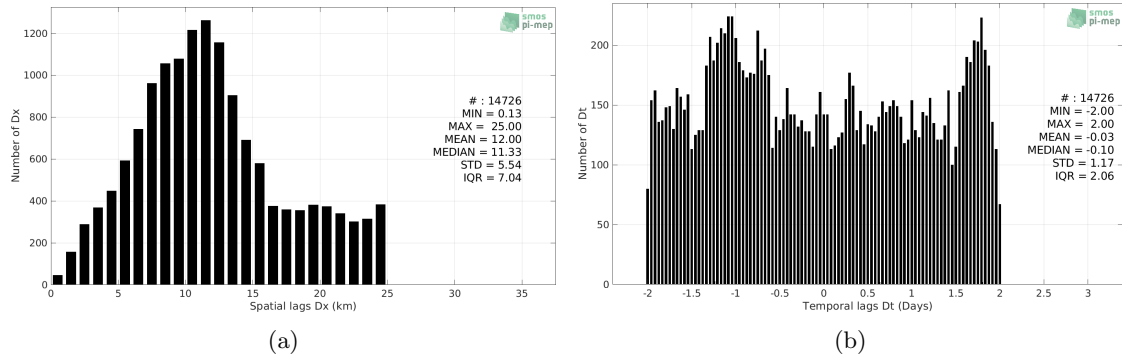 smos
pi-mep
1200
1000
800
600
400
200
0
Number of Dx
# : 14726
MIN = 0.13
MAX = 25.00
MEAN = 12.00
MEDIAN = 11.33
STD = 5.54
IQR = 7.04
0 5 10 15 20 25 30 35
Spatial lags Dx (km)
(a)
smos
pi-mep
200
150
100
50
0
Number of Dt
# : 14726
MIN = -2.00
MAX = 2.00
MEAN = -0.03
MEDIAN = -0.10
STD = 1.17
IQR = 2.06
-2 -1.5 -1 -0.5 0 0.5 1 1.5 2 2.5 3
Temporal lags Dt (Days)
(b)